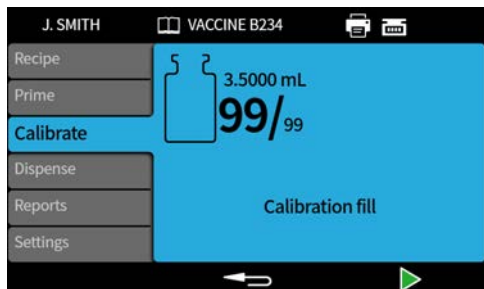 J. SMITH
VACCINE B234
Recipe
Prime
Calibrate
Dispense
Reports
Settings
3.5000 mL
99/99
Calibration fill